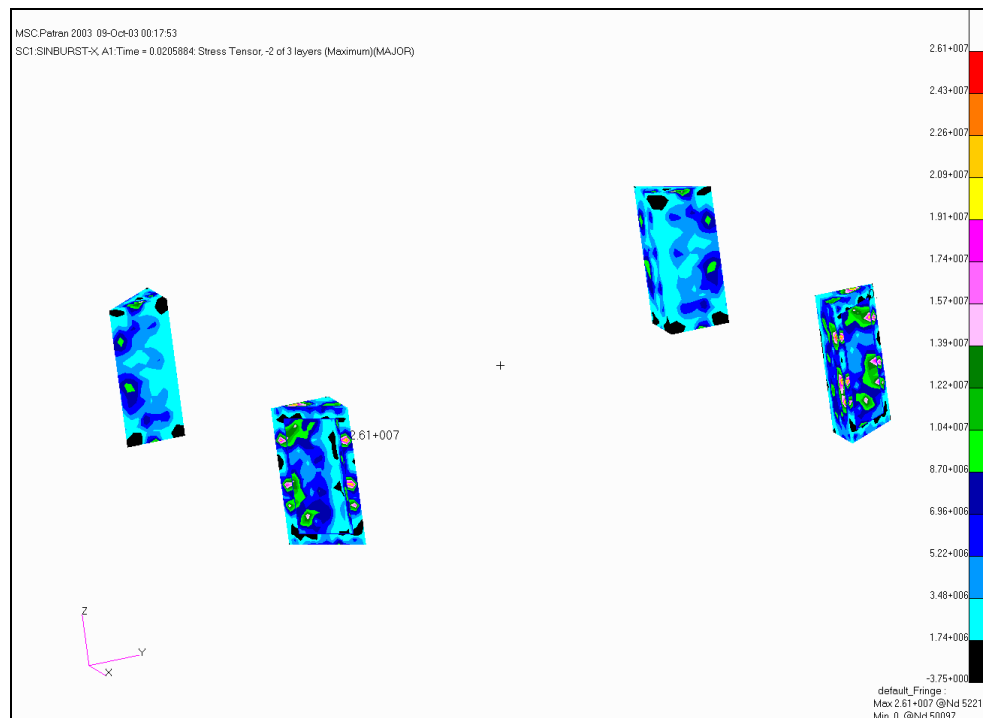 MSC.Patran 2003 09-Oct-03 00:17:53
SC1:SINBURST-X, A1:Time = 0.0205884: Stress Tensor, -2 of 3 layers (Maximum)(MAJOR)
2.61+007
2.43+007
2.26+007
2.09+007
1.91+007
1.74+007
1.57+007
1.39+007
1.22+007
1.04+007
8.70+006
6.96+006
5.22+006
3.48+006
1.74+006
-3.75+000
2.61+007
Z
Y
X
default_Fringe :
Max 2.61+007 @Nd 5221
Min 0. @Nd 50097